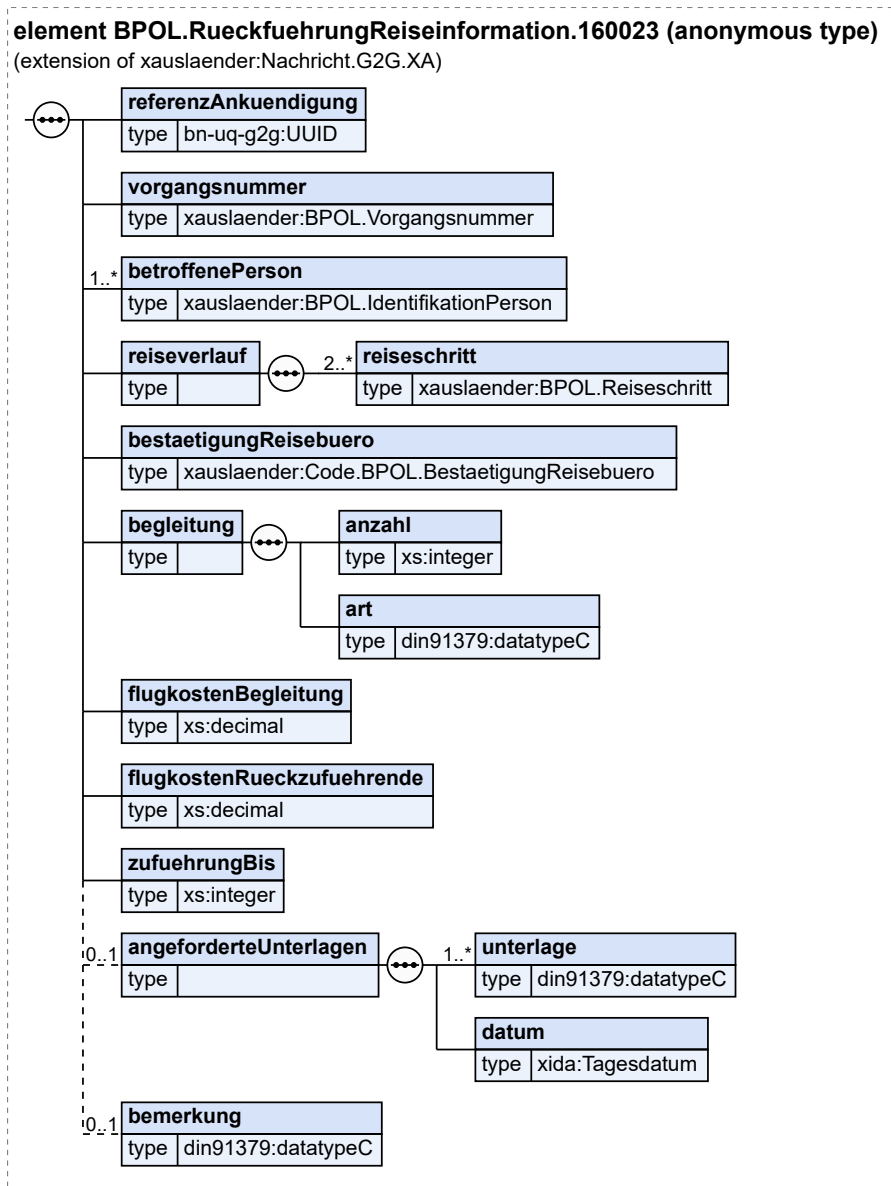 element BPOL.RueckfuehrungReiseinformation.160023 (anonymous type)
(extension of xauslaender:Nachricht.G2G.XA)
referenzAnkuendigung
type bn-uq-g2g:UUID
vorgangsnummer
type xauslaender:BPOL.Vorgangsnummer
1..* betroffenePerson
type xauslaender:BPOL.IdentifikationPerson
reiseverlauf 2..* reiseschritt
type type xauslaender:BPOL.Reiseschritt
bestaetigungReisebuero
type xauslaender:Code.BPOL.BestaetigungReisebuero
begleitung anzahl
type type xs:integer
art
type din91379:datatypeC
flugkostenBegleitung
type xs:decimal
flugkostenRueckzufuehrende
type xs:decimal
zufuehrungBis
type xs:integer
0..1 angeforderteUnterlagen 1..* unterlage
type type din91379:datatypeC
datum
type xida:Tagesdatum
0..1 bemerkung
type din91379:datatypeC